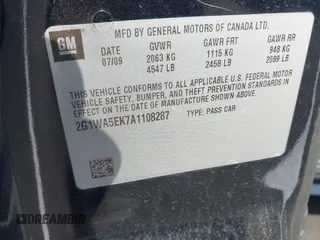 GM
MFD BY GENERAL MOTORS OF CANADA LTD.
DATE GVWR GAWR FRT GAWR RR
07/09 2063 KG 1115 KG 948 KG
4547 LB 2458 LB 2089 LB
THIS VEHICLE CONFORMS TO ALL APPLICABLE U.S. FEDERAL
MOTOR VEHICLE SAFETY, BUMPER, AND THEFT PREVENTION STANDARDS IN
EFFECT ON THE DATE OF MANUFACTURE SHOWN ABOVE.
2G1WA5EK7A1108287 TYPE: PASS CAR
DREAMBID